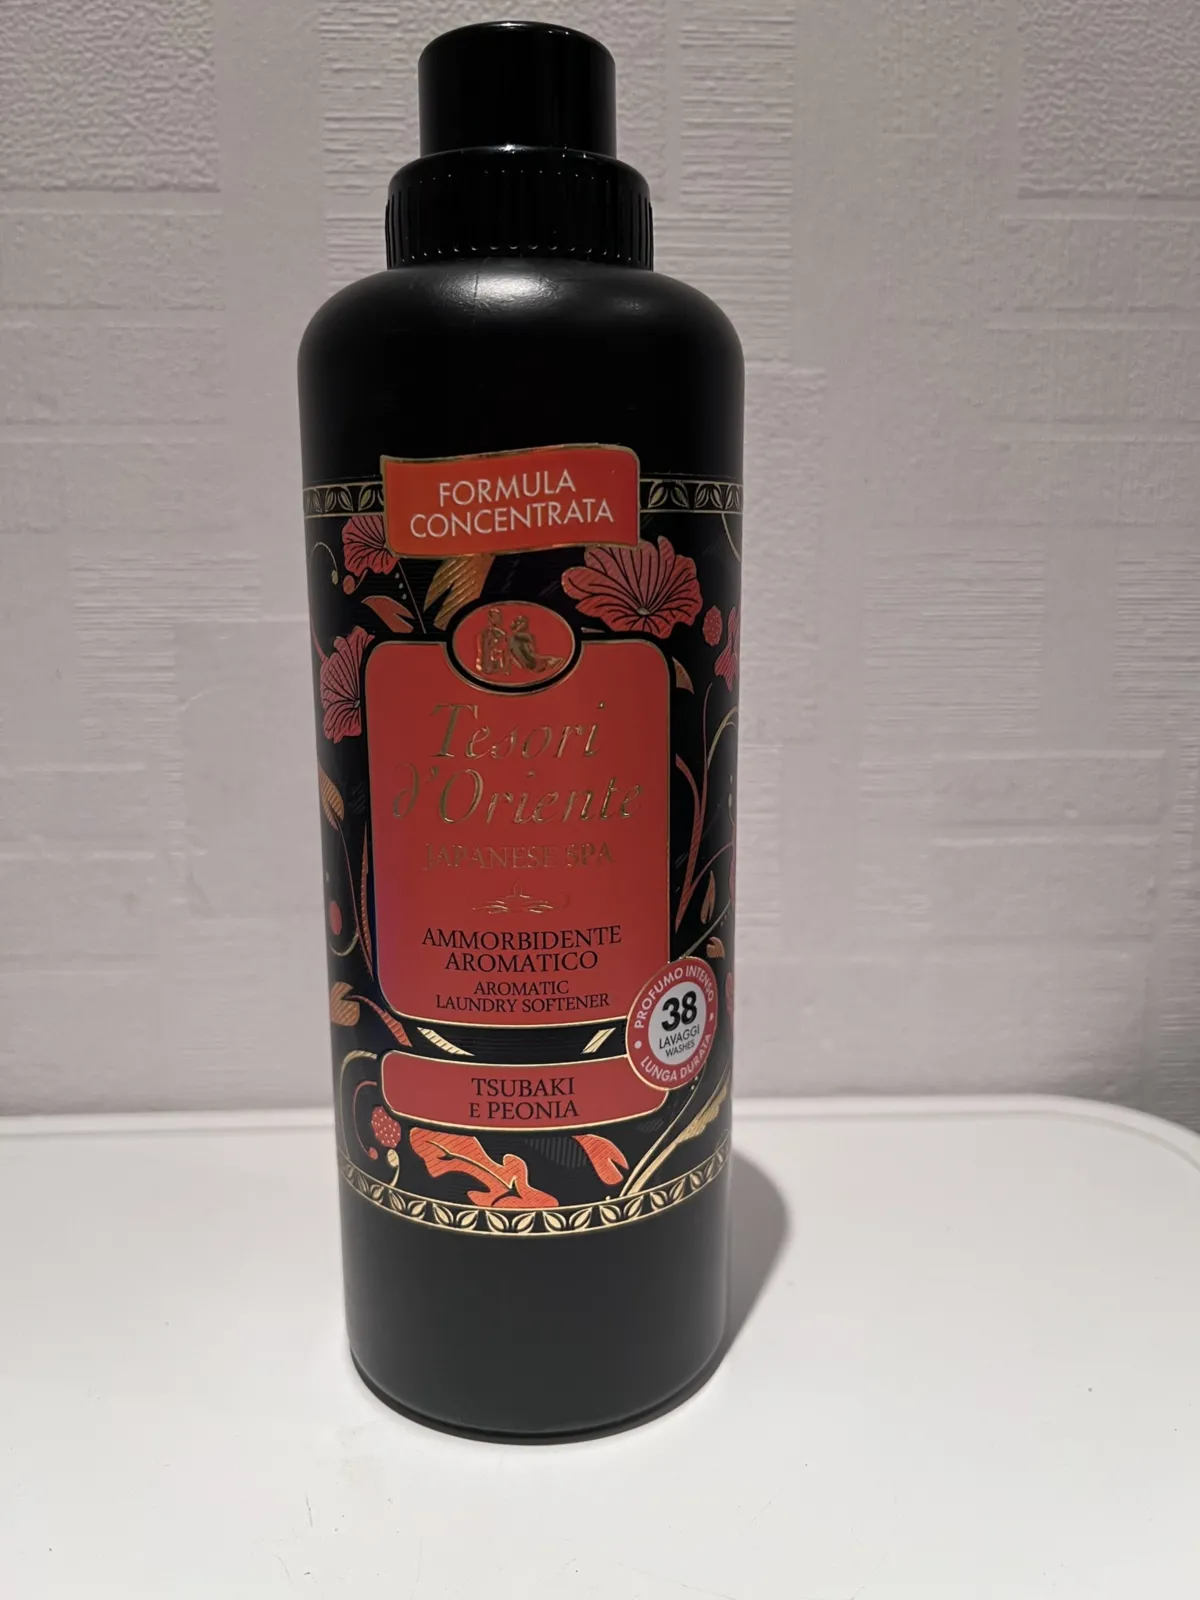 FORMULA
CONCENTRATA
Tesori
d'Oriente
JAPANESE SPA
AMMORBIDENTE
AROMATICO
AROMATIC
LAUNDRY SOFTENER
PROFUMO INTENSO
38
LAVAGGI
WASHES
LUNGA DURATA
TSUBAKI
E PEONIA